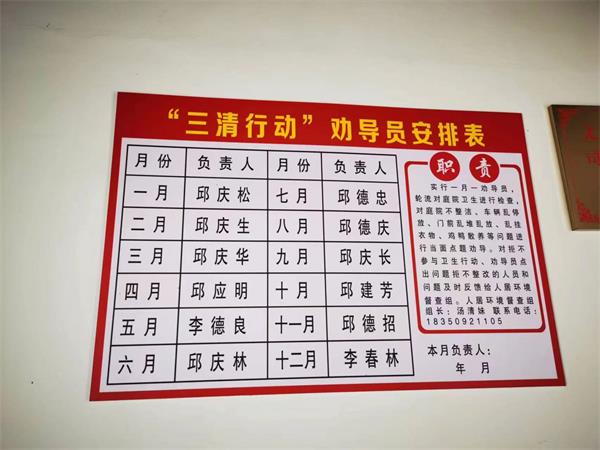 “三清行动”劝导员安排表
月份 负责人 月份 负责人
一月 邱庆松 七月 邱德忠
二月 邱庆生 八月 邱德庆
三月 邱庆华 九月 邱庆长
四月 邱应明 十月 邱建芳
五月 李德良 十一月 邱德招
六月 邱庆林 十二月 李春林
职责
实行一月一劝导员，
轮流对庭院卫生进行检查，
对庭院不整洁、车辆乱停
放、门前乱堆乱放、乱挂
衣物、鸡鸭散养等问题进
行当面点题劝导。对拒不
参与卫生行动、劝导员点
出问题拒不整改的人员和
问题及时反馈给人居环境
督查组。人居环境督查组
组长：汤清妹 联系电话：
18350921105
本月负责人：
年 月